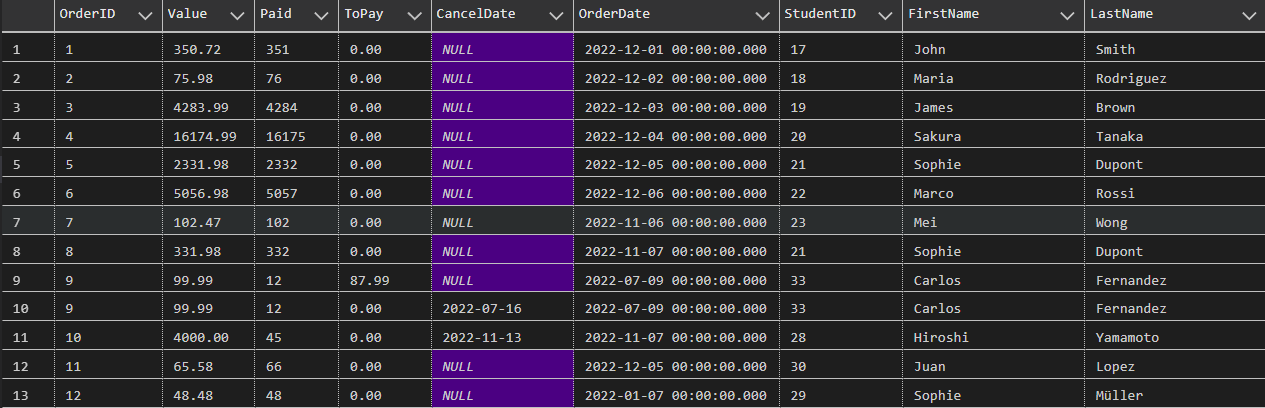 OrderID Value Paid ToPay CancelDate OrderDate StudentID FirstName LastName
1 1 350.72 351 0.00 NULL 2022-12-01 00:00:00.000 17 John Smith
2 2 75.98 76 0.00 NULL 2022-12-02 00:00:00.000 18 Maria Rodriguez
3 3 4283.99 4284 0.00 NULL 2022-12-03 00:00:00.000 19 James Brown
4 4 16174.99 16175 0.00 NULL 2022-12-04 00:00:00.000 20 Sakura Tanaka
5 5 2331.98 2332 0.00 NULL 2022-12-05 00:00:00.000 21 Sophie Dupont
6 6 5056.98 5057 0.00 NULL 2022-12-06 00:00:00.000 22 Marco Rossi
7 7 102.47 102 0.00 NULL 2022-11-06 00:00:00.000 23 Mei Wong
8 8 331.98 332 0.00 NULL 2022-11-07 00:00:00.000 21 Sophie Dupont
9 9 99.99 12 87.99 NULL 2022-07-09 00:00:00.000 33 Carlos Fernandez
10 9 99.99 12 0.00 2022-07-16 2022-07-09 00:00:00.000 33 Carlos Fernandez
11 10 4000.00 45 0.00 2022-11-13 2022-11-07 00:00:00.000 28 Hiroshi Yamamoto
12 11 65.58 66 0.00 NULL 2022-12-05 00:00:00.000 30 Juan Lopez
13 12 48.48 48 0.00 NULL 2022-01-07 00:00:00.000 29 Sophie Müller